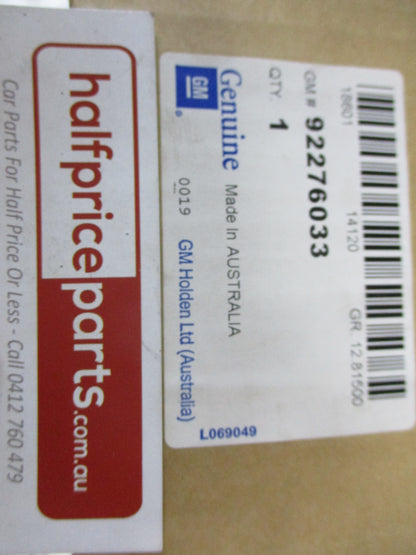 halfpriceparts.com.au
Car Parts For Half Price Or Less - Call 0412 760 479
18601 14120 GR. 12 81500
GM # 92276033
QTY. 1
GM Genuine Made In AUSTRALIA
0019 GM Holden Ltd (Australia)
L069049